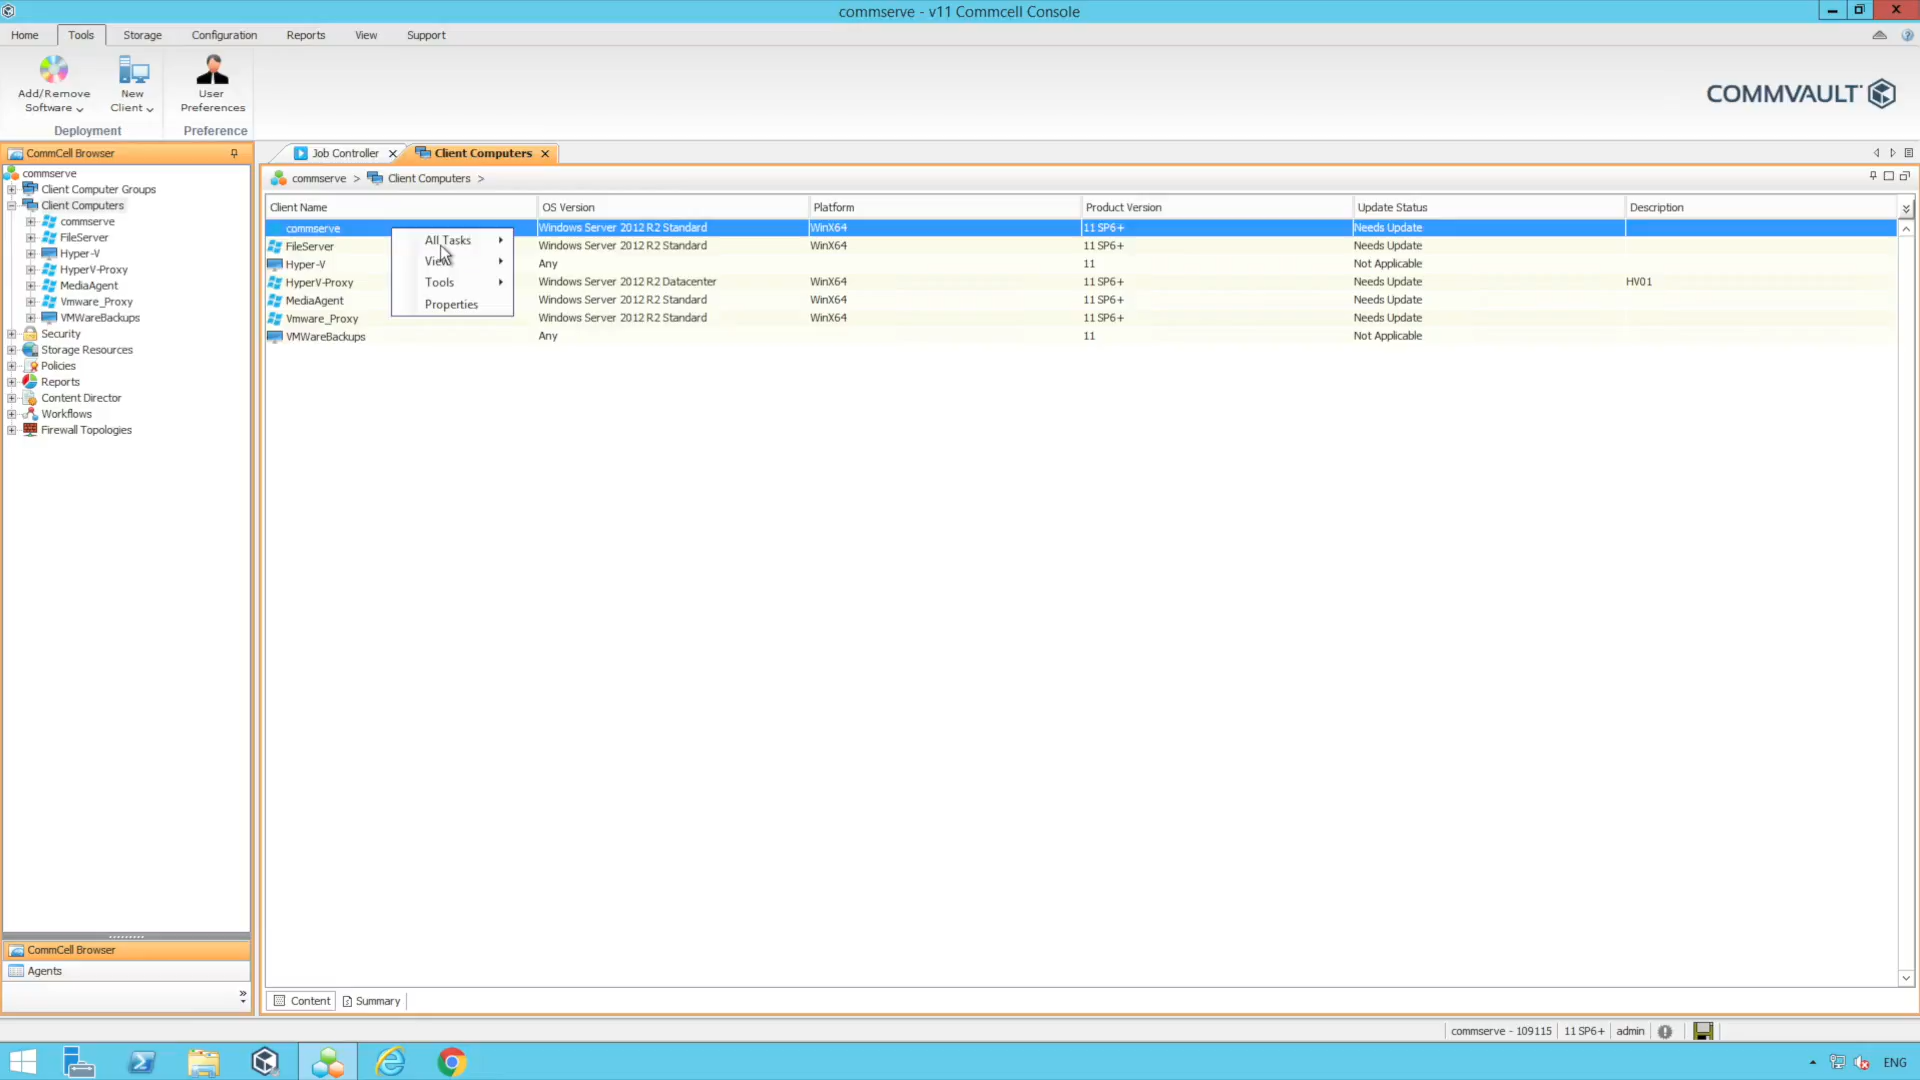 commserve - v11 Commcell Console
Home Tools Storage Configuration Reports View Support
Add/Remove Software
New Client
User Preferences
Deployment
Preference
COMMVAULT
CommCell Browser
commserve
Client Computer Groups
Client Computers
commserve
FileServer
Hyper-V
HyperV-Proxy
MediaAgent
Vmware_Proxy
VMWareBackups
Security
Storage Resources
Policies
Reports
Content Director
Workflows
Firewall Topologies
CommCell Browser
Agents
Job Controller
Client Computers
commserve > Client Computers >
Client Name OS Version Platform Product Version Update Status Description
commserve Windows Server 2012 R2 Standard WinX64 11 SP6+ Needs Update
FileServer Windows Server 2012 R2 Standard WinX64 11 SP6+ Needs Update
Hyper-V Any 11 Not Applicable
HyperV-Proxy Windows Server 2012 R2 Datacenter WinX64 11 SP6+ Needs Update HV01
MediaAgent Windows Server 2012 R2 Standard WinX64 11 SP6+ Needs Update
Vmware_Proxy Windows Server 2012 R2 Standard WinX64 11 SP6+ Needs Update
VMWareBackups Any 11 Not Applicable
All Tasks
View
Tools
Properties
Content Summary
commserve - 109115 11 SP6+ admin
ENG